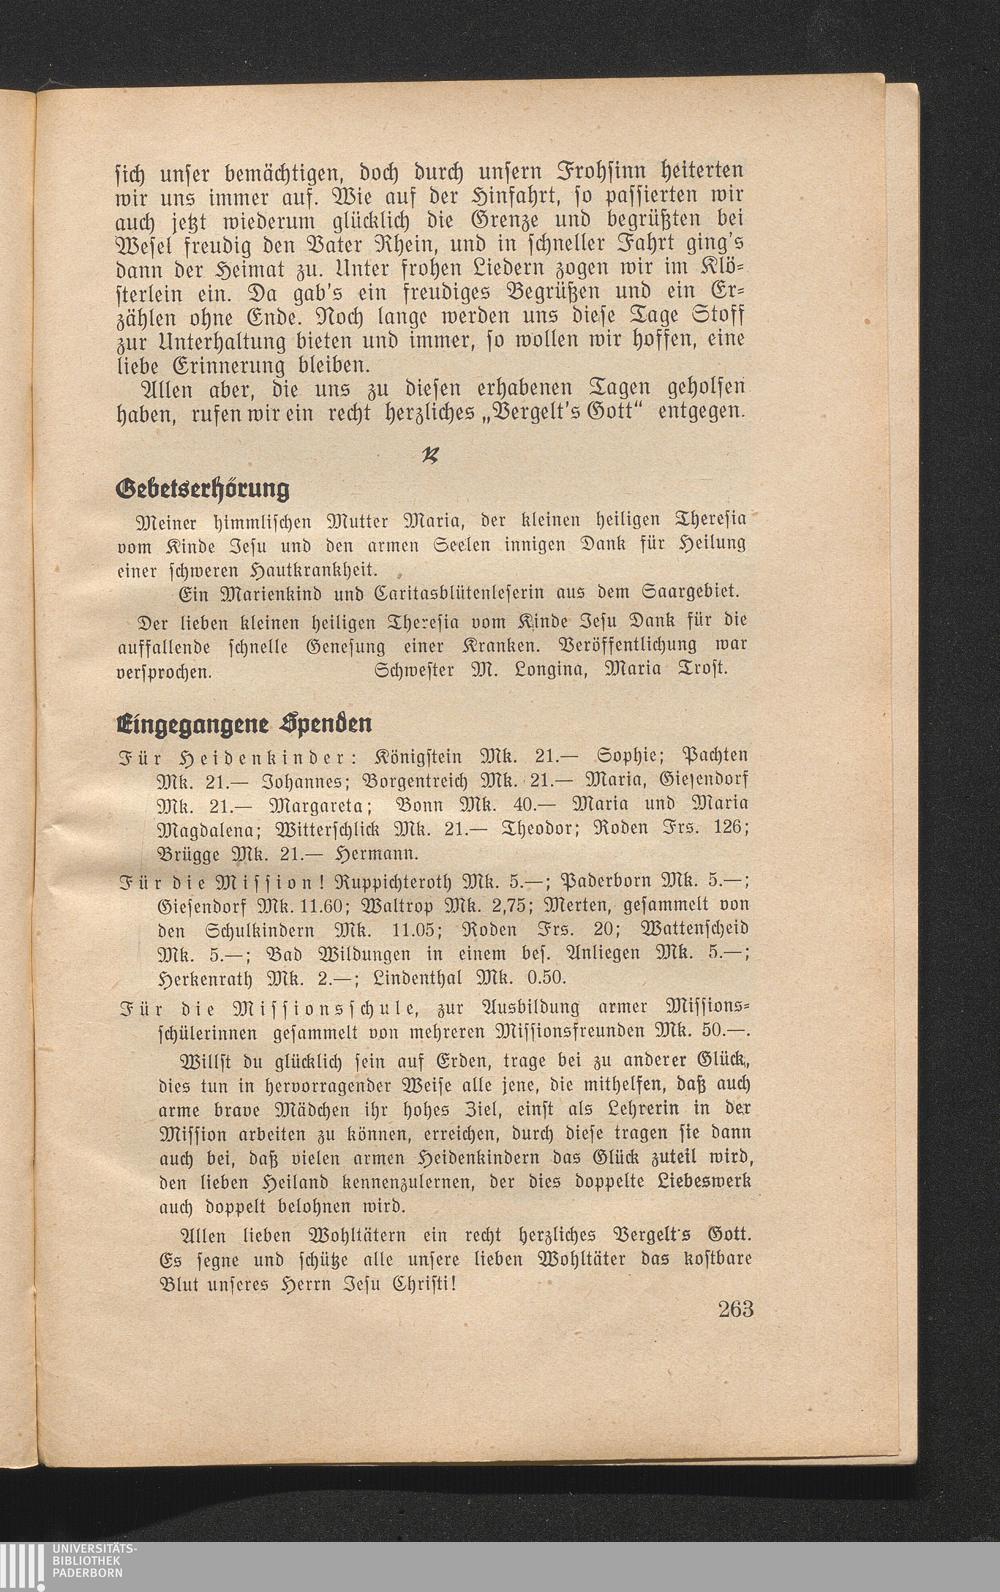 sich unser bemächtigen, doch durch unsern Frohsinn heiterten
wir uns immer auf. Wie auf der Hinfahrt, so passierten wir
auch jetzt wiederum glücklich die Grenze und begrüßten bei
Wesel freudig den Vater Rhein, und in schneller Fahrt ging's
dann der Heimat zu. Unter frohen Liedern zogen wir im Klö-
sterlein ein. Da gab's ein freudiges Begrüßen und ein Er-
zählen ohne Ende. Noch lange werden uns diese Tage Stoff
zur Unterhaltung bieten und immer, so wollen wir hoffen, eine
liebe Erinnerung bleiben.
Allen aber, die uns zu diesen erhabenen Tagen geholfen
haben, rufen wir ein recht herzliches „Vergelt's Gott“ entgegen.
Gebetserhörung
Meiner himmlischen Mutter Maria, der kleinen heiligen Theresia
vom Kinde Jesu und den armen Seelen innigen Dank für Heilung
einer schweren Hautkrankheit.
Ein Marienkind und Caritasblütenleserin aus dem Saargebiet.
Der lieben kleinen heiligen Theresia vom Kinde Jesu Dank für die
auffallende schnelle Genesung einer Kranken. Veröffentlichung war
versprochen. Schwester M. Longina, Maria Trost.
Eingegangene Spenden
Für Heidenkinder: Königstein Mk. 21.— Sophie; Pachten
Mk. 21.— Johannes; Borgentreich Mk. 21.— Maria, Giesendorf
Mk. 21.— Margareta; Bonn Mk. 40.— Maria und Maria
Magdalena; Witterschlick Mk. 21.— Theodor; Roden Frs. 126;
Brügge Mk. 21.— Hermann.
Für die Mission! Ruppichteroth Mk. 5.—; Paderborn Mk. 5.—;
Giesendorf Mk. 11.60; Waltrop Mk. 2,75; Merten, gesammelt von
den Schulkindern Mk. 11.05; Roden Frs. 20; Wattenscheid
Mk. 5.—; Bad Wildungen in einem bes. Anliegen Mk. 5.—;
Herkenrath Mk. 2.—; Lindenthal Mk. 0.50.
Für die Missionsschule, zur Ausbildung armer Missions-
schülerinnen gesammelt von mehreren Missionsfreunden Mk. 50.—.
Willst du glücklich sein auf Erden, trage bei zu anderer Glück,
dies tun in hervorragender Weise alle jene, die mithelfen, daß auch
arme brave Mädchen ihr hohes Ziel, einst als Lehrerin in der
Mission arbeiten zu können, erreichen, durch diese tragen sie dann
auch bei, daß vielen armen Heidenkindern das Glück zuteil wird,
den lieben Heiland kennenzulernen, der dies doppelte Liebeswerk
auch doppelt belohnen wird.
Allen lieben Wohltätern ein recht herzliches Vergelt's Gott.
Es segne und schütze alle unsere lieben Wohltäter das kostbare
Blut unseres Herrn Jesu Christi!
263
UNIVERSITÄTS-
BIBLIOTHEK
PADERBORN